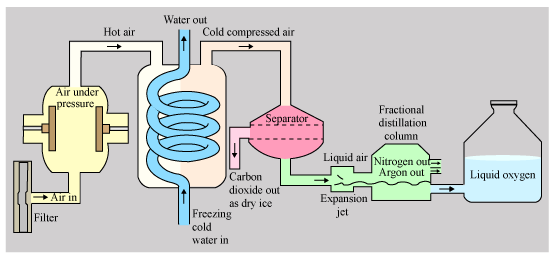 Water out
Hot air
Cold compressed air
Air under
pressure
Separator
Fractional
distillation
column
Liquid air
Nitrogen out
Argon out
Liquid oxygen
Carbon
dioxide out
as dry ice
Expansion
jet
Air in
Filter
Freezing
cold
water in